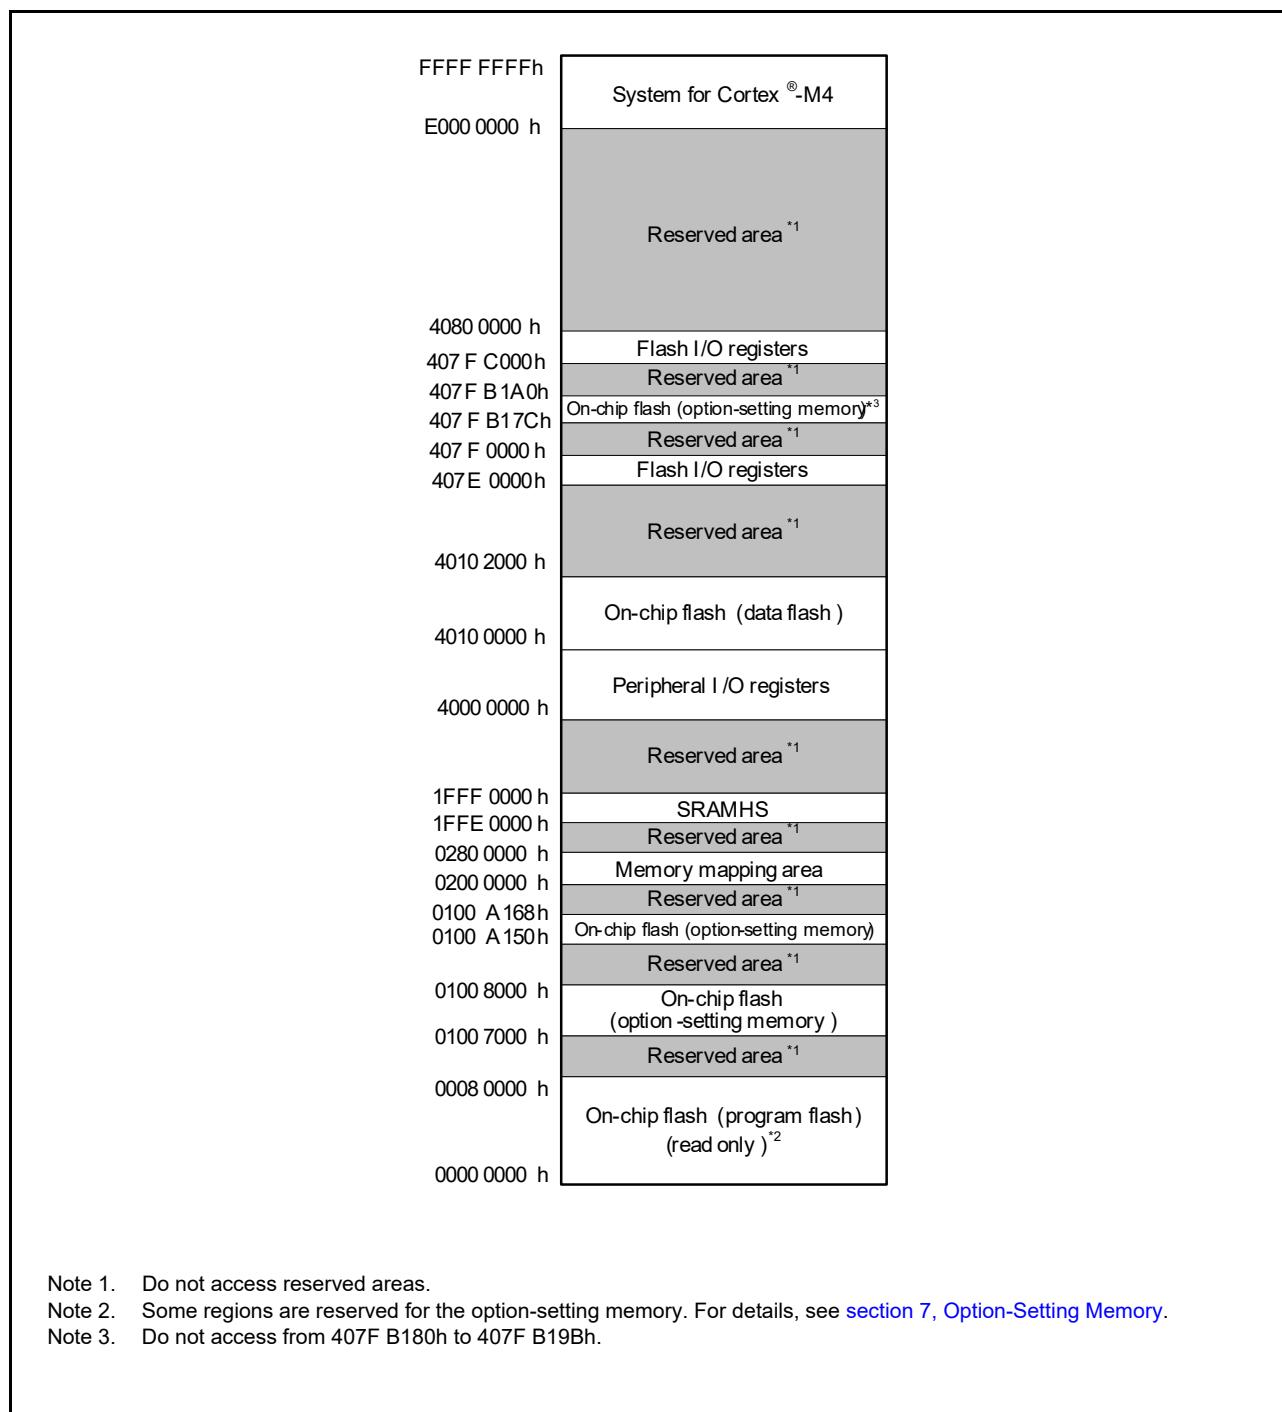 FFFF FFFFh
System for Cortex ®-M4
E000 0000 h
Reserved area *1
4080 0000 h
Flash I/O registers
407F C000h
Reserved area *1
407F B1A0h
On-chip flash (option-setting memory)*3
407F B17Ch
Reserved area *1
407F 0000 h
Flash I/O registers
407E 0000h
Reserved area *1
4010 2000 h
On-chip flash (data flash )
4010 0000 h
Peripheral I/O registers
4000 0000 h
Reserved area *1
1FFF 0000 h
SRAMHS
1FFE 0000 h
Reserved area *1
0280 0000 h
Memory mapping area
0200 0000 h
Reserved area *1
0100 A168h
On-chip flash (option-setting memory)
0100 A150h
Reserved area *1
0100 8000 h
On-chip flash
(option -setting memory )
0100 7000 h
Reserved area *1
0008 0000 h
On-chip flash (program flash)
(read only )*2
0000 0000 h
Note 1. Do not access reserved areas.
Note 2. Some regions are reserved for the option-setting memory. For details, see section 7, Option-Setting Memory.
Note 3. Do not access from 407F B180h to 407F B19Bh.